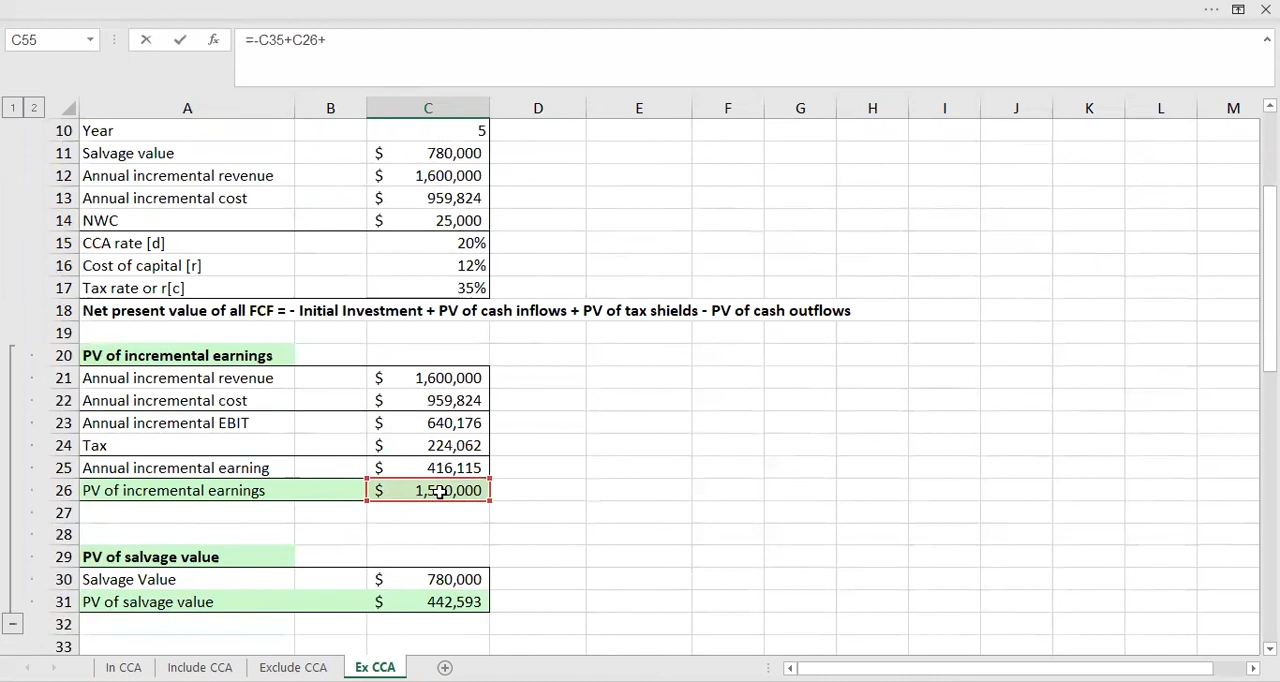 C55 fx =-C35+C26+
1 2 A B C D E F G H I J K L M
10 Year 5
11 Salvage value $ 780,000
12 Annual incremental revenue $ 1,600,000
13 Annual incremental cost $ 959,824
14 NWC $ 25,000
15 CCA rate [d] 20%
16 Cost of capital [r] 12%
17 Tax rate or r[c] 35%
18 Net present value of all FCF = - Initial Investment + PV of cash inflows + PV of tax shields - PV of cash outflows
19
20 PV of incremental earnings
21 Annual incremental revenue $ 1,600,000
22 Annual incremental cost $ 959,824
23 Annual incremental EBIT $ 640,176
24 Tax $ 224,062
25 Annual incremental earning $ 416,115
26 PV of incremental earnings $
27
28
29 PV of salvage value
30 Salvage Value $ 780,000
31 PV of salvage value $ 442,593
32
33
In CCA Include CCA Exclude CCA Ex CCA